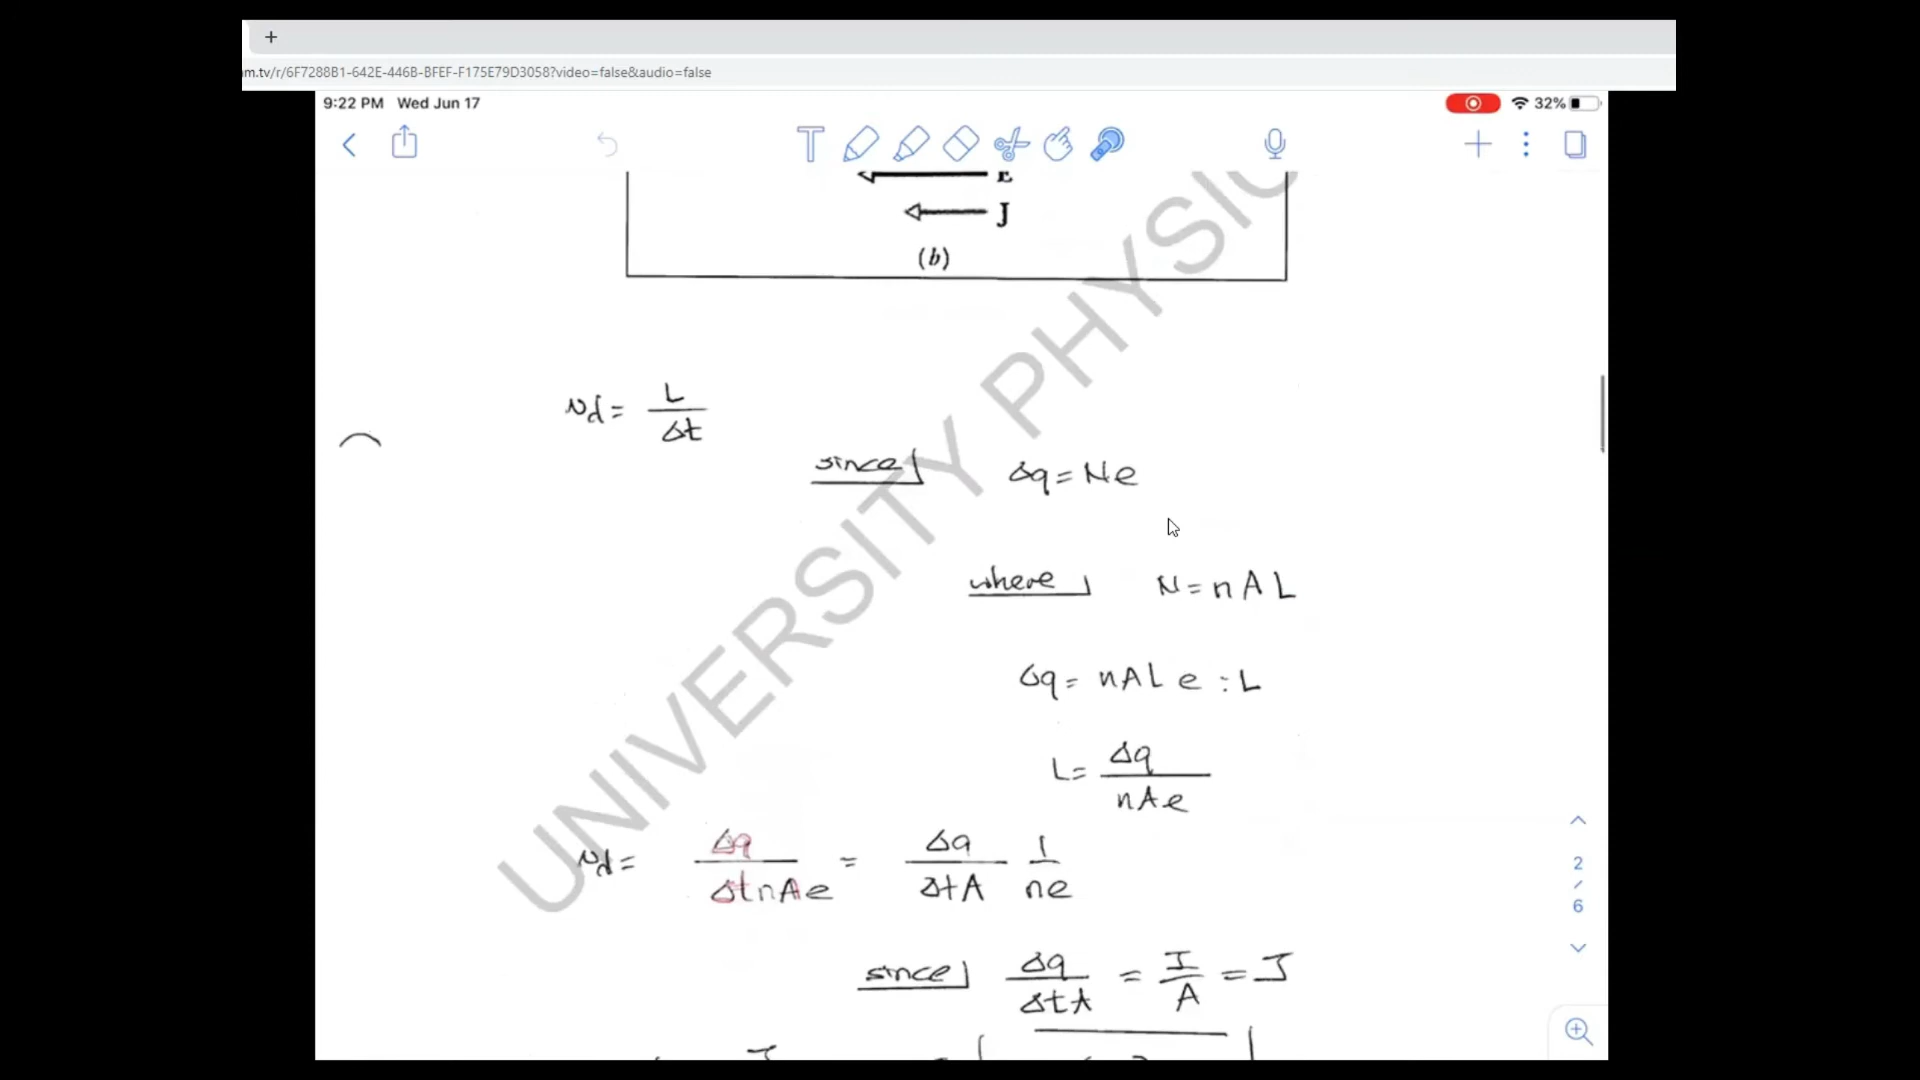 +
m.tv/r/6F7288B1-642E-446B-BFEF-F175E79D3058?video=false&audio=false
9:22 PM Wed Jun 17
32%
E
J
(b)
UNIVERSITY PHYSIC
vd = L/Δt
since Δq = Ne
where N = nAL
Δq = nAL e : L
L = Δq/nAe
vd = Δq/ΔtnAe = Δq/ΔtA 1/ne
2/6
since Δq/ΔtA = I/A = J